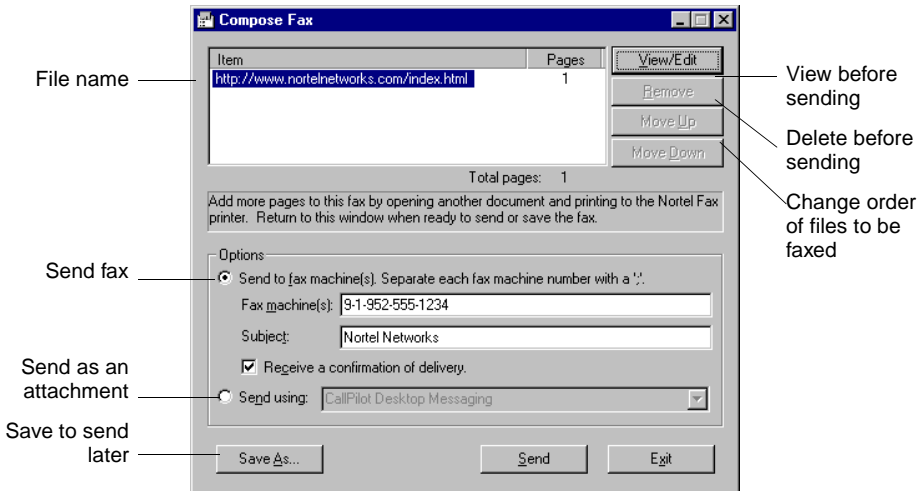 Compose Fax
Item Pages
http://www.nortelnetworks.com/index.html 1
View/Edit
Remove
Move Up
Move Down
Total pages: 1
Add more pages to this fax by opening another document and printing to the Nortel Fax
printer. Return to this window when ready to send or save the fax.
Options
Send to fax machine(s). Separate each fax machine number with a ';'.
Fax machine(s): 9-1-952-555-1234
Subject: Nortel Networks
Receive a confirmation of delivery.
Send using: CallPilot Desktop Messaging
Save As... Send Exit
File name
Send fax
Send as an
attachment
Save to send
later
View before
sending
Delete before
sending
Change order
of files to be
faxed